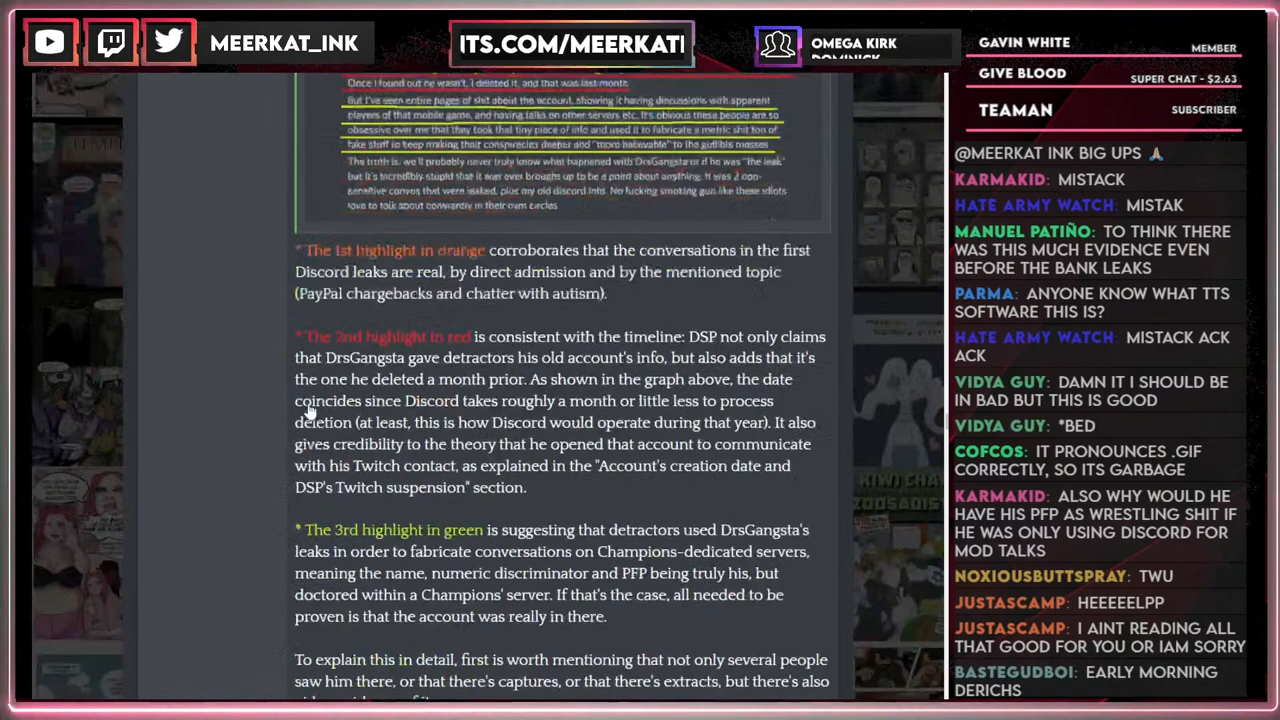 MEERKAT_INK
ITS.COM/MEERKATI
OMEGA KIRK
DOMINICK
GAVIN WHITE
MEMBER
GIVE BLOOD
SUPER CHAT - $2.63
TEAMAN
SUBSCRIBER
Once I found out he wasn't, I deleted it, and that was last month
But I've seen entire pages of shit about the account, showing it having discussions with apparent
players of that mobile game, and having talks on other servers etc. It's obvious these people are so
obsessive over me that they took that tiny piece of info and used it to fabricate a metric shit ton of
fake stuff to keep making their conspiracies deeper and "more believable" to the gullible masses
The truth is, we'll probably never truly know what happened with DrsGangsta or if he was "the leak"
but it's incredibly stupid that it was ever brought up to be a point about anything. It was 2 non-
sensitive convos that were leaked, plus my old discord info. No fucking smoking gun like these idiots
love to talk about constantly in their own circles
* The 1st highlight in orange corroborates that the conversations in the first
Discord leaks are real, by direct admission and by the mentioned topic
(PayPal chargebacks and chatter with autism).
* The 2nd highlight in red is consistent with the timeline: DSP not only claims
that DrsGangsta gave detractors his old account's info, but also adds that it's
the one he deleted a month prior. As shown in the graph above, the date
coincides since Discord takes roughly a month or little less to process
deletion (at least, this is how Discord would operate during that year). It also
gives credibility to the theory that he opened that account to communicate
with his Twitch contact, as explained in the "Account's creation date and
DSP's Twitch suspension" section.
* The 3rd highlight in green is suggesting that detractors used DrsGangsta's
leaks in order to fabricate conversations on Champions-dedicated servers,
meaning the name, numeric discriminator and PFP being truly his, but
doctored within a Champions' server. If that's the case, all needed to be
proven is that the account was really in there.
To explain this in detail, first is worth mentioning that not only several people
saw him there, or that there's captures, or that there's extracts, but there's also
KIWI
@MEERKAT INK BIG UPS 🙏
KARMAKID: MISTACK
HATE ARMY WATCH: MISTAK
MANUEL PATIÑO: TO THINK THERE
WAS THIS MUCH EVIDENCE EVEN
BEFORE THE BANK LEAKS
PARMA: ANYONE KNOW WHAT TTS
SOFTWARE THIS IS?
HATE ARMY WATCH: MISTACK ACK
ACK
VIDYA GUY: DAMN IT I SHOULD BE
IN BAD BUT THIS IS GOOD
VIDYA GUY: *BED
COFCOS: IT PRONOUNCES .GIF
CORRECTLY, SO ITS GARBAGE
KARMAKID: ALSO WHY WOULD HE
HAVE HIS PFP AS WRESTLING SHIT IF
HE WAS ONLY USING DISCORD FOR
MOD TALKS
NOXIOUSBUTTSPRAY: TWU
JUSTASCAMP: HEEEEELPP
JUSTASCAMP: I AINT READING ALL
THAT GOOD FOR YOU OR IAM SORRY
BASTEGUDBOI: EARLY MORNING
DERICHS